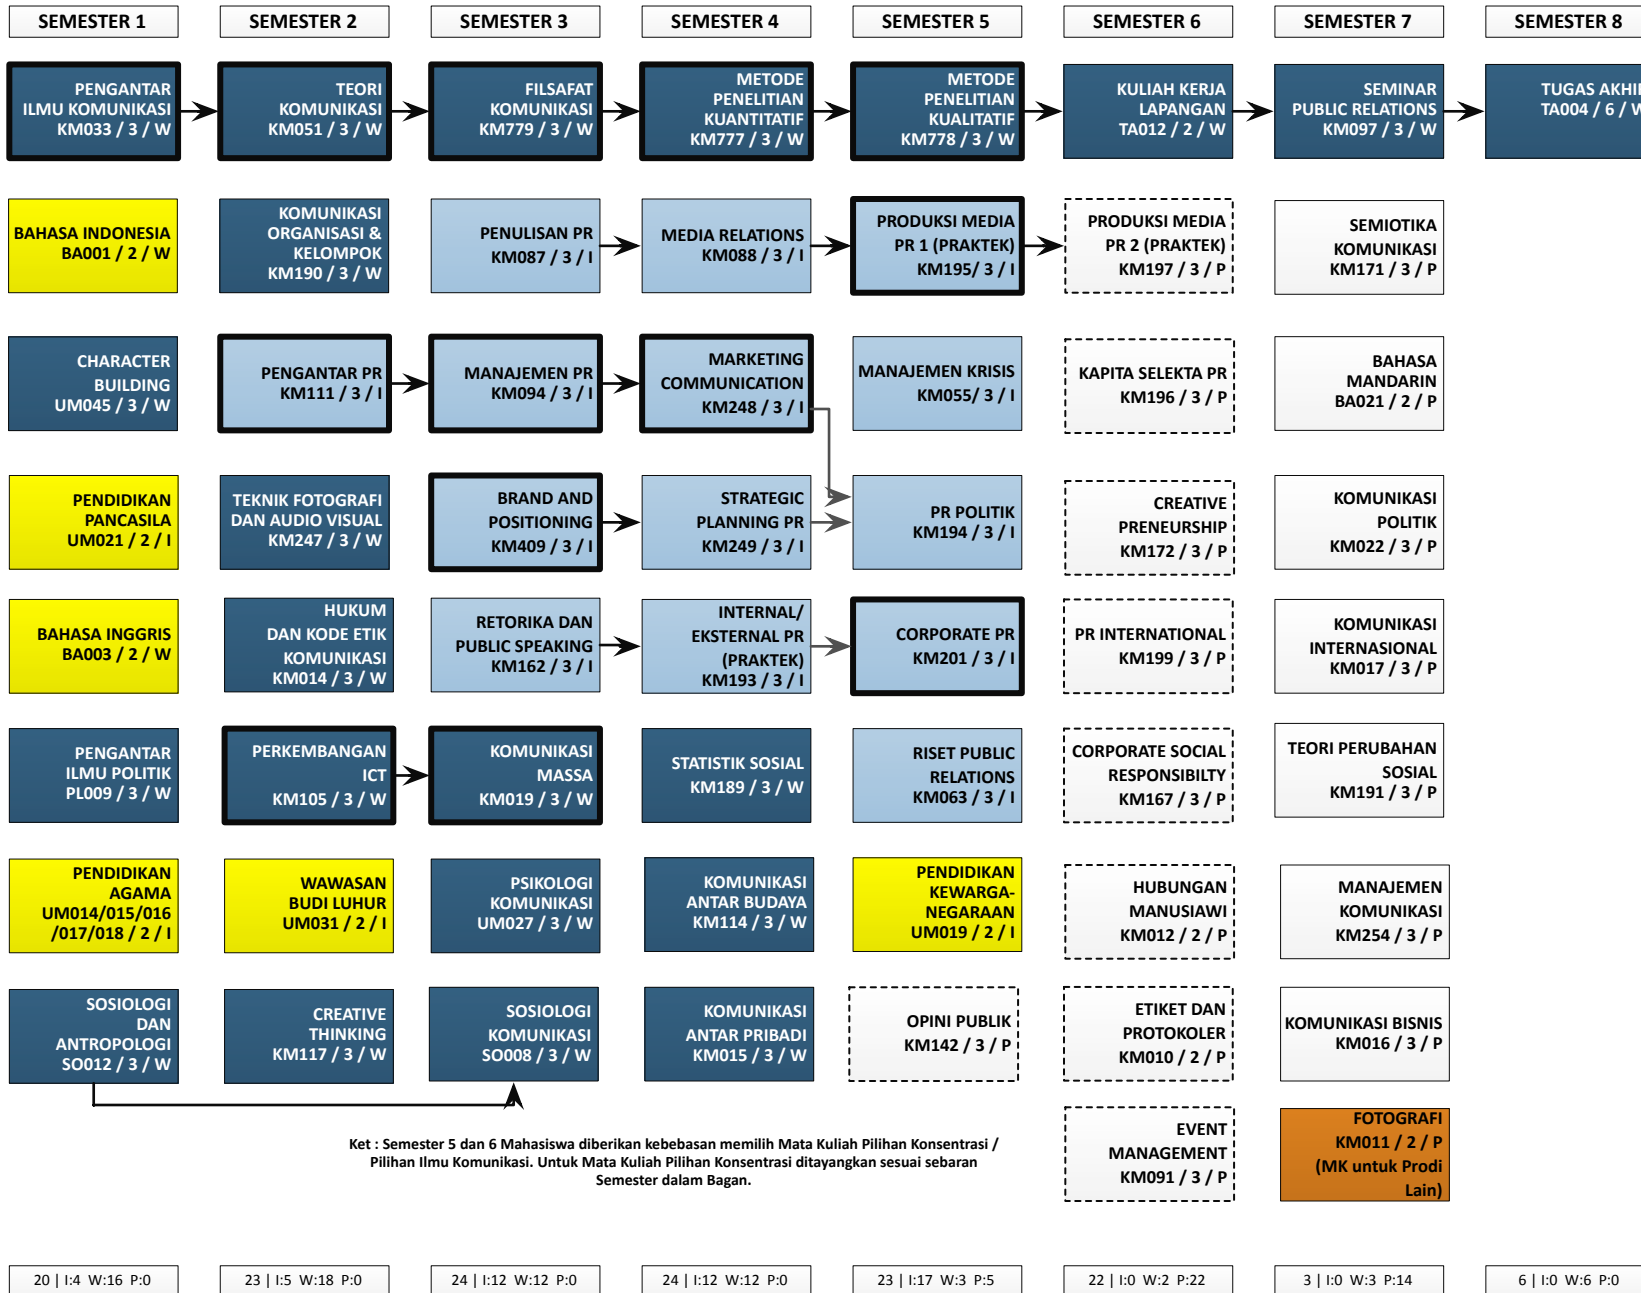 SEMESTER 1
SEMESTER 2
SEMESTER 3
SEMESTER 4
SEMESTER 5
SEMESTER 6
SEMESTER 7
SEMESTER 8
PENGANTAR
ILMU KOMUNIKASI
KM033 / 3 / W
TEORI
KOMUNIKASI
KM051 / 3 / W
FILSAFAT
KOMUNIKASI
KM779 / 3 / W
METODE
PENELITIAN
KUANTITATIF
KM777 / 3 / W
METODE
PENELITIAN
KUALITATIF
KM778 / 3 / W
KULIAH KERJA
LAPANGAN
TA012 / 2 / W
SEMINAR
PUBLIC RELATIONS
KM097 / 3 / W
TUGAS AKHI
TA004 / 6 / W
BAHASA INDONESIA
BA001 / 2 / W
KOMUNIKASI
ORGANISASI &
KELOMPOK
KM190 / 3 / W
PENULISAN PR
KM087 / 3 / I
MEDIA RELATIONS
KM088 / 3 / I
PRODUKSI MEDIA
PR 1 (PRAKTEK)
KM195/ 3 / I
PRODUKSI MEDIA
PR 2 (PRAKTEK)
KM197 / 3 / P
SEMIOTIKA
KOMUNIKASI
KM171 / 3 / P
CHARACTER
BUILDING
UM045 / 3 / W
PENGANTAR PR
KM111 / 3 / I
MANAJEMEN PR
KM094 / 3 / I
MARKETING
COMMUNICATION
KM248 / 3 / I
MANAJEMEN KRISIS
KM055/ 3 / I
KAPITA SELEKTA PR
KM196 / 3 / P
BAHASA
MANDARIN
BA021 / 2 / P
PENDIDIKAN
PANCASILA
UM021 / 2 / I
TEKNIK FOTOGRAFI
DAN AUDIO VISUAL
KM247 / 3 / W
BRAND AND
POSITIONING
KM409 / 3 / I
STRATEGIC
PLANNING PR
KM249 / 3 / I
PR POLITIK
KM194 / 3 / I
CREATIVE
PRENEURSHIP
KM172 / 3 / P
KOMUNIKASI
POLITIK
KM022 / 3 / P
BAHASA INGGRIS
BA003 / 2 / W
HUKUM
DAN KODE ETIK
KOMUNIKASI
KM014 / 3 / W
RETORIKA DAN
PUBLIC SPEAKING
KM162 / 3 / I
INTERNAL/
EKSTERNAL PR
(PRAKTEK)
KM193 / 3 / I
CORPORATE PR
KM201 / 3 / I
PR INTERNATIONAL
KM199 / 3 / P
KOMUNIKASI
INTERNASIONAL
KM017 / 3 / P
PENGANTAR
ILMU POLITIK
PL009 / 3 / W
PERKEMBANGAN
ICT
KM105 / 3 / W
KOMUNIKASI
MASSA
KM019 / 3 / W
STATISTIK SOSIAL
KM189 / 3 / W
RISET PUBLIC
RELATIONS
KM063 / 3 / I
CORPORATE SOCIAL
RESPONSIBILTY
KM167 / 3 / P
TEORI PERUBAHAN
SOSIAL
KM191 / 3 / P
PENDIDIKAN
AGAMA
UM014/015/016
/017/018 / 2 / I
WAWASAN
BUDI LUHUR
UM031 / 2 / I
PSIKOLOGI
KOMUNIKASI
UM027 / 3 / W
KOMUNIKASI
ANTAR BUDAYA
KM114 / 3 / W
PENDIDIKAN
KEWARGA-
NEGARAAN
UM019 / 2 / I
HUBUNGAN
MANUSIAWI
KM012 / 2 / P
MANAJEMEN
KOMUNIKASI
KM254 / 3 / P
SOSIOLOGI
DAN
ANTROPOLOGI
SO012 / 3 / W
CREATIVE
THINKING
KM117 / 3 / W
SOSIOLOGI
KOMUNIKASI
SO008 / 3 / W
KOMUNIKASI
ANTAR PRIBADI
KM015 / 3 / W
OPINI PUBLIK
KM142 / 3 / P
ETIKET DAN
PROTOKOLER
KM010 / 2 / P
KOMUNIKASI BISNIS
KM016 / 3 / P
EVENT
MANAGEMENT
KM091 / 3 / P
FOTOGRAFI
KM011 / 2 / P
(MK untuk Prodi
Lain)
Ket : Semester 5 dan 6 Mahasiswa diberikan kebebasan memilih Mata Kuliah Pilihan Konsentrasi /
Pilihan Ilmu Komunikasi. Untuk Mata Kuliah Pilihan Konsentrasi ditayangkan sesuai sebaran
Semester dalam Bagan.
20 | I:4 W:16 P:0
23 | I:5 W:18 P:0
24 | I:12 W:12 P:0
24 | I:12 W:12 P:0
23 | I:17 W:3 P:5
22 | I:0 W:2 P:22
3 | I:0 W:3 P:14
6 | I:0 W:6 P:0